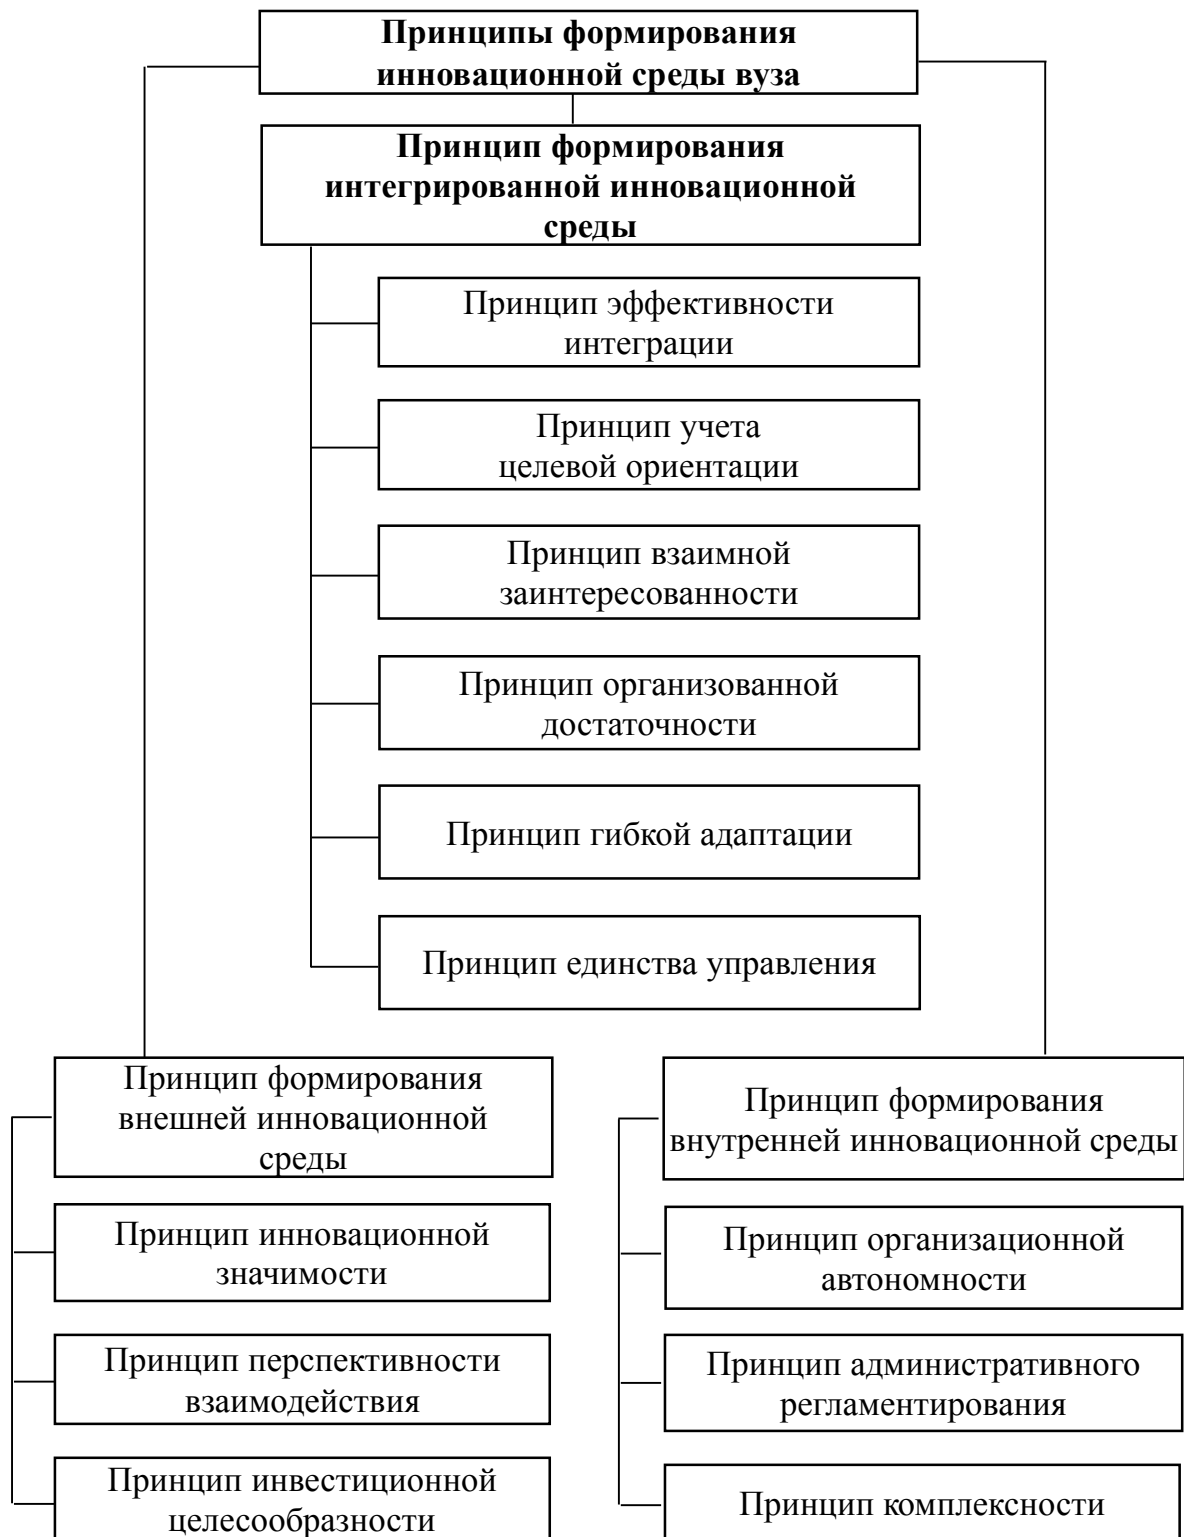 Принципы формирования
инновационной среды вуза
Принцип формирования
интегрированной инновационной
среды
Принцип эффективности
интеграции
Принцип учета
целевой ориентации
Принцип взаимной
заинтересованности
Принцип организованной
достаточности
Принцип гибкой адаптации
Принцип единства управления
Принцип формирования
внешней инновационной
среды
Принцип инновационной
значимости
Принцип перспективности
взаимодействия
Принцип инвестиционной
целесообразности
Принцип формирования
внутренней инновационной среды
Принцип организационной
автономности
Принцип административного
регламентирования
Принцип комплексности